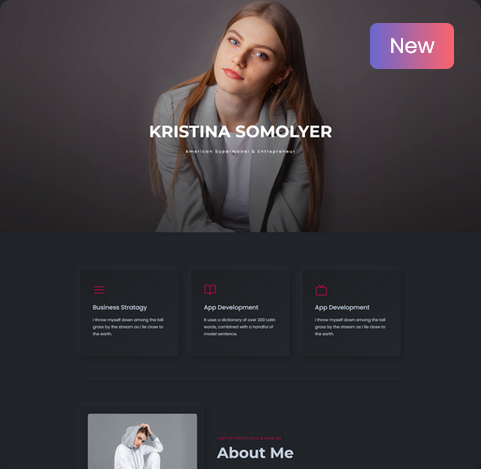 New
KRISTINA SOMOLYER
American Supermodel & Entrepreneur
Business Stratagy
App Development
App Development
I throw myself down among the tall
grass by the stream as I lie close to
the earth.
It uses a dictionary of over 200 Latin
words, combined with a handful of
model sentence.
I throw myself down among the tall
grass by the stream as I lie close to
the earth.
About Me